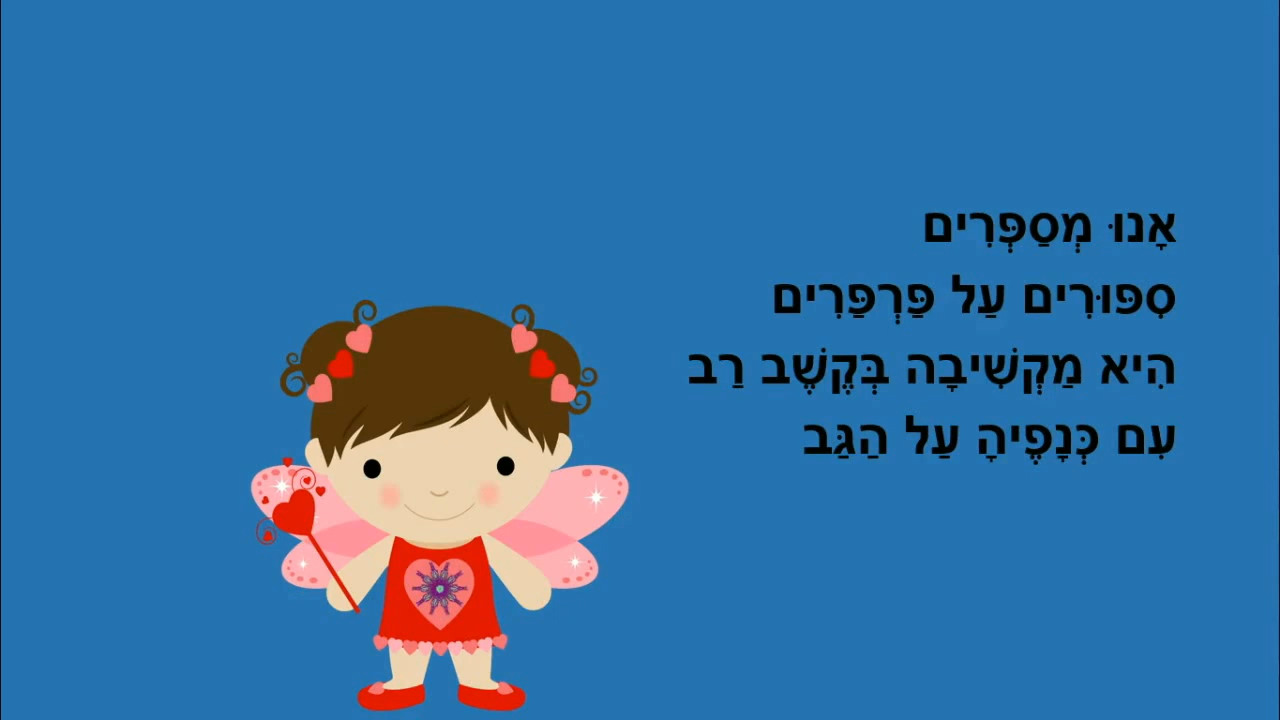 אָנוּ מְסַפְּרִים
סִפּוּרִים עַל פַּרְפַּרִים
הִיא מַקְשִׁיבָה בְּקֶשֶׁב רַב
עִם כְּנָפֶיהָ עַל הַגַּב